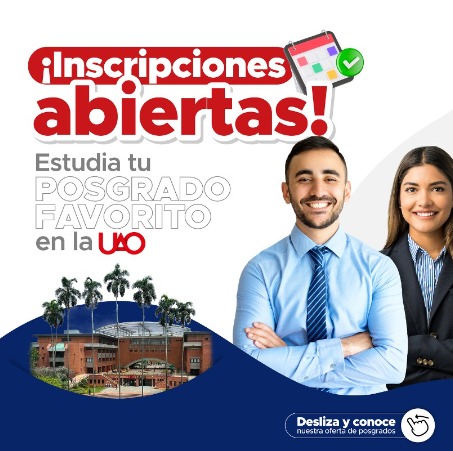 ¡Inscripciones
abiertas!
Estudia tu
POSGRADO
FAVORITO
en la UAO
Desliza y conoce
nuestra oferta de posgrados